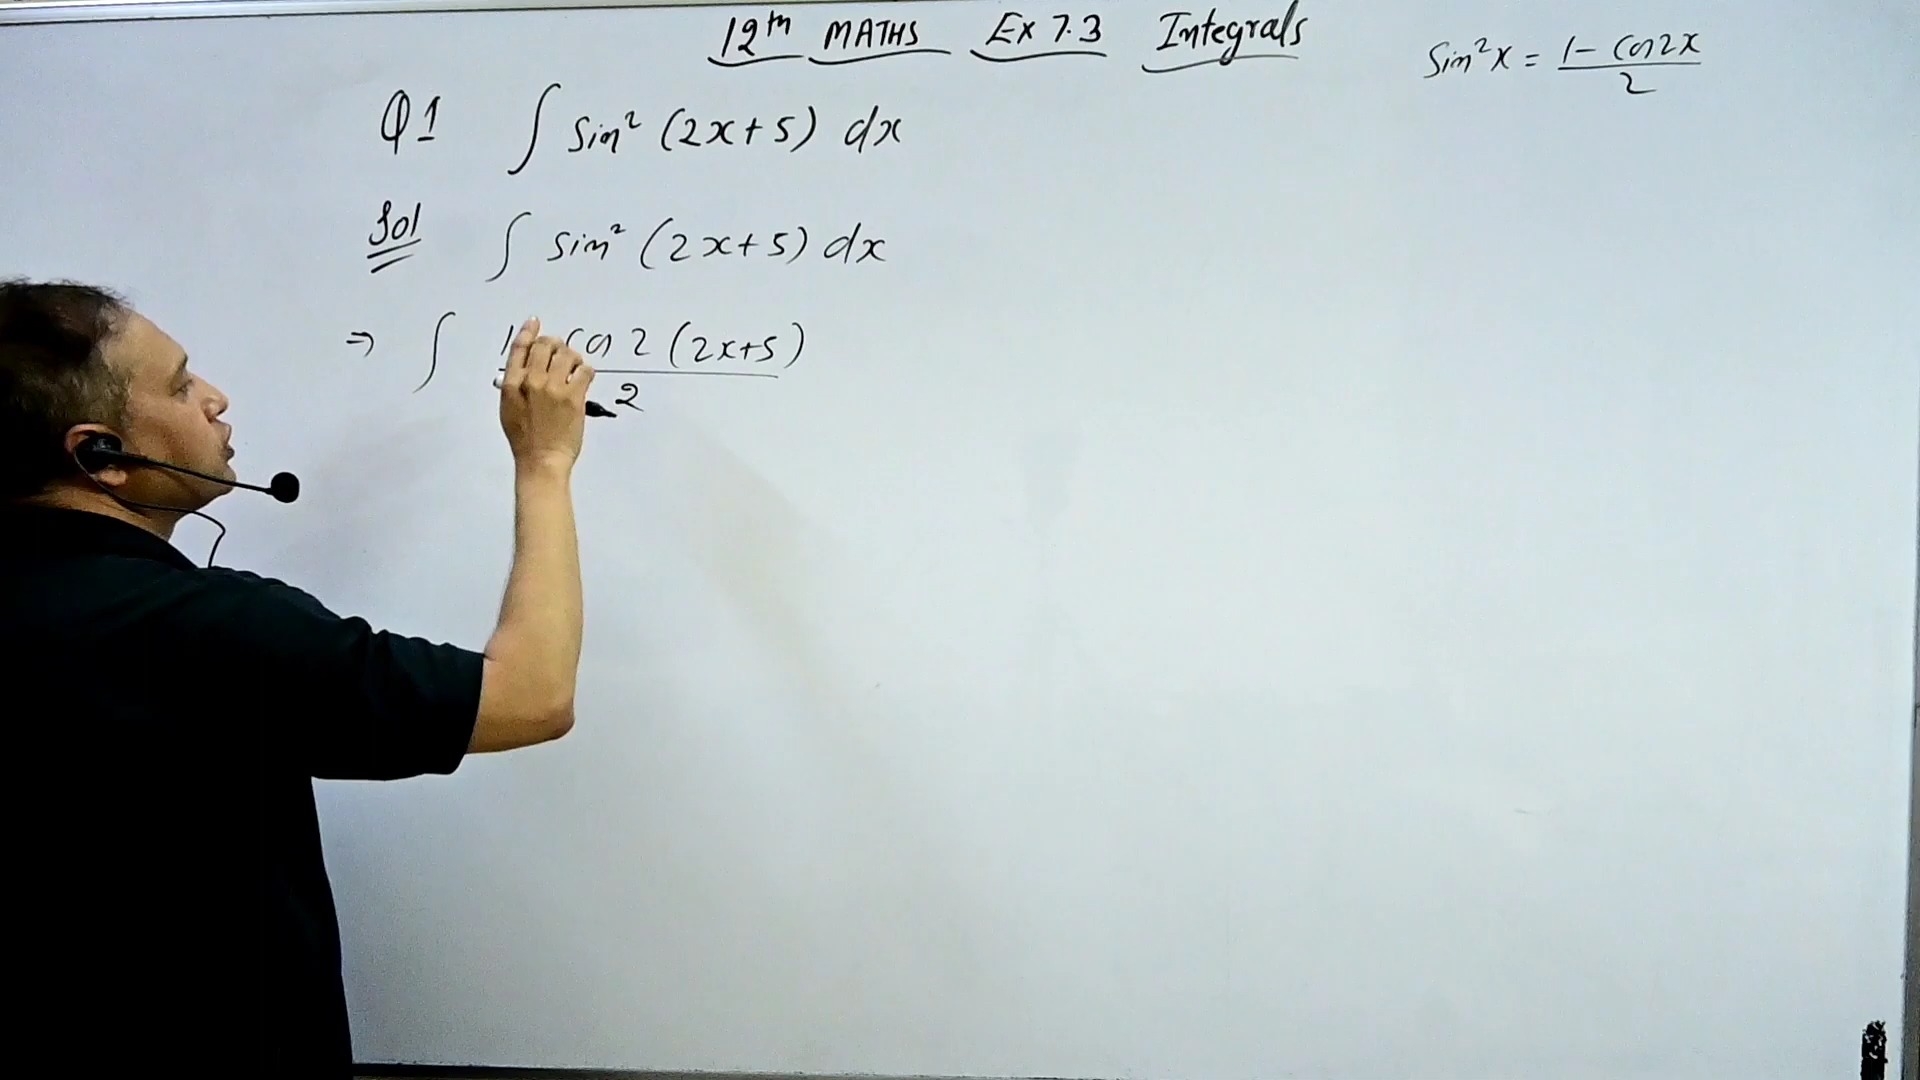 12th MATHS Ex 7.3 Integrals
Sin²x = (1 - Cos2x)/2
Q1 ∫ Sin² (2x+5) dx
Sol ∫ Sin² (2x+5) dx
⇒ ∫ 1 Cos 2 (2x+5)
2